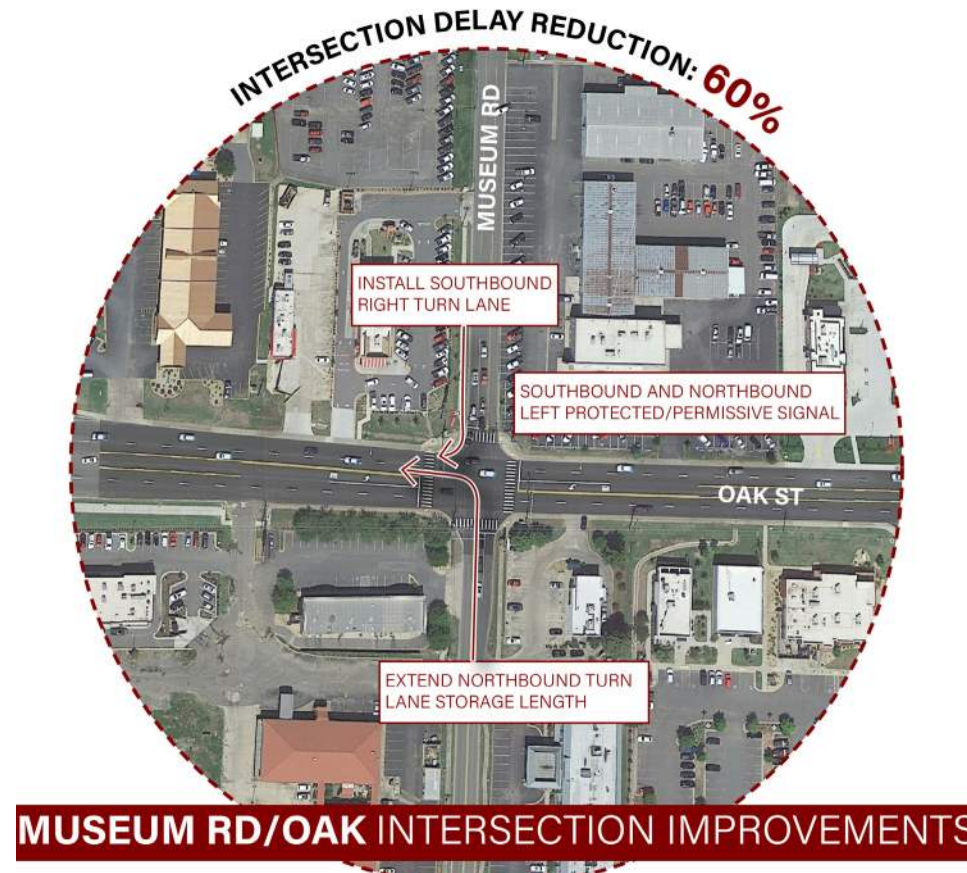 INTERSECTION DELAY REDUCTION: 60%
MUSEUM RD
INSTALL SOUTHBOUND
RIGHT TURN LANE
SOUTHBOUND AND NORTHBOUND
LEFT PROTECTED/PERMISSIVE SIGNAL
OAK ST
EXTEND NORTHBOUND TURN
LANE STORAGE LENGTH
MUSEUM RD/OAK INTERSECTION IMPROVEMENTS